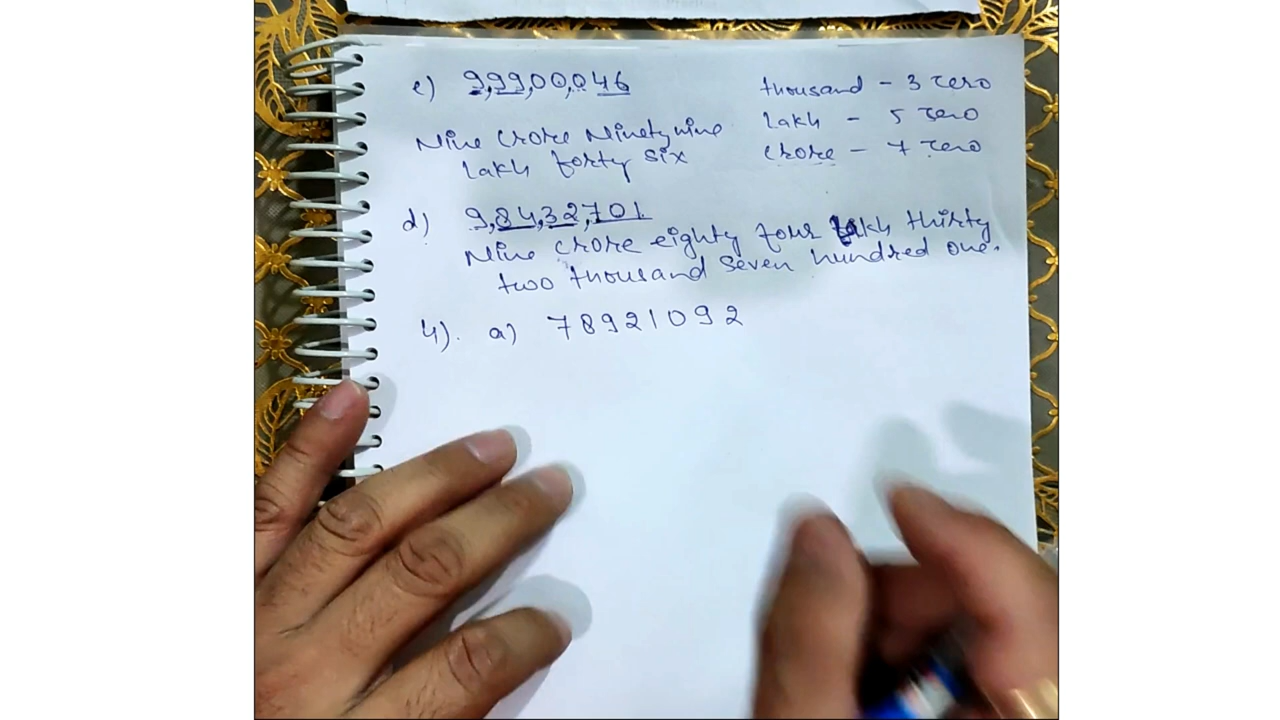 c) 9,99,00,046
Nine Crore Ninety nine
lakh forty six
thousand - 3 zero
lakh - 5 zero
crore - 7 zero
d) 9,84,32,701
Nine crore eighty four lakh thirty
two thousand seven hundred one.
4). a) 78921092